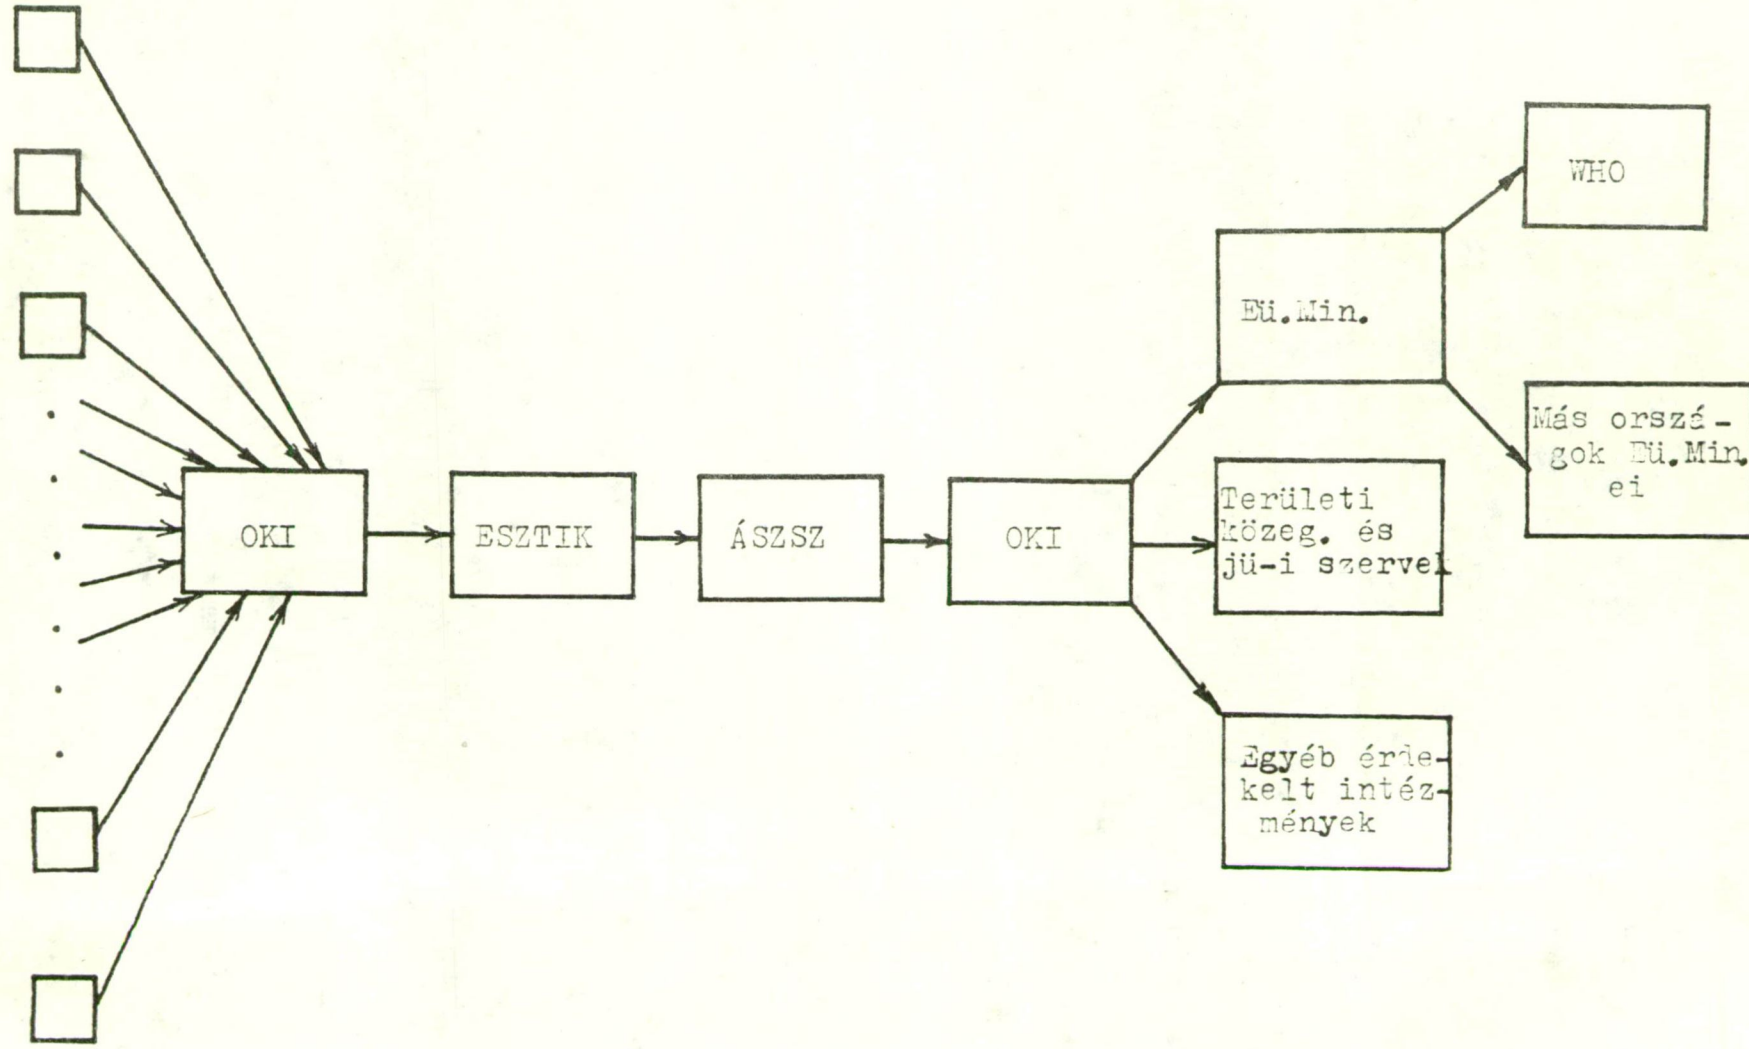 WHO
Eü.Min.
Más orszá-
gok Eü.Min.
ei
OKI
ESZTIK
ÁSZSZ
OKI
Területi
közeg. és
jü-i szervek
Egyéb érde-
kelt intéz-
mények